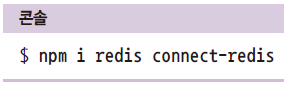 콘솔
$ npm i redis connect-redis